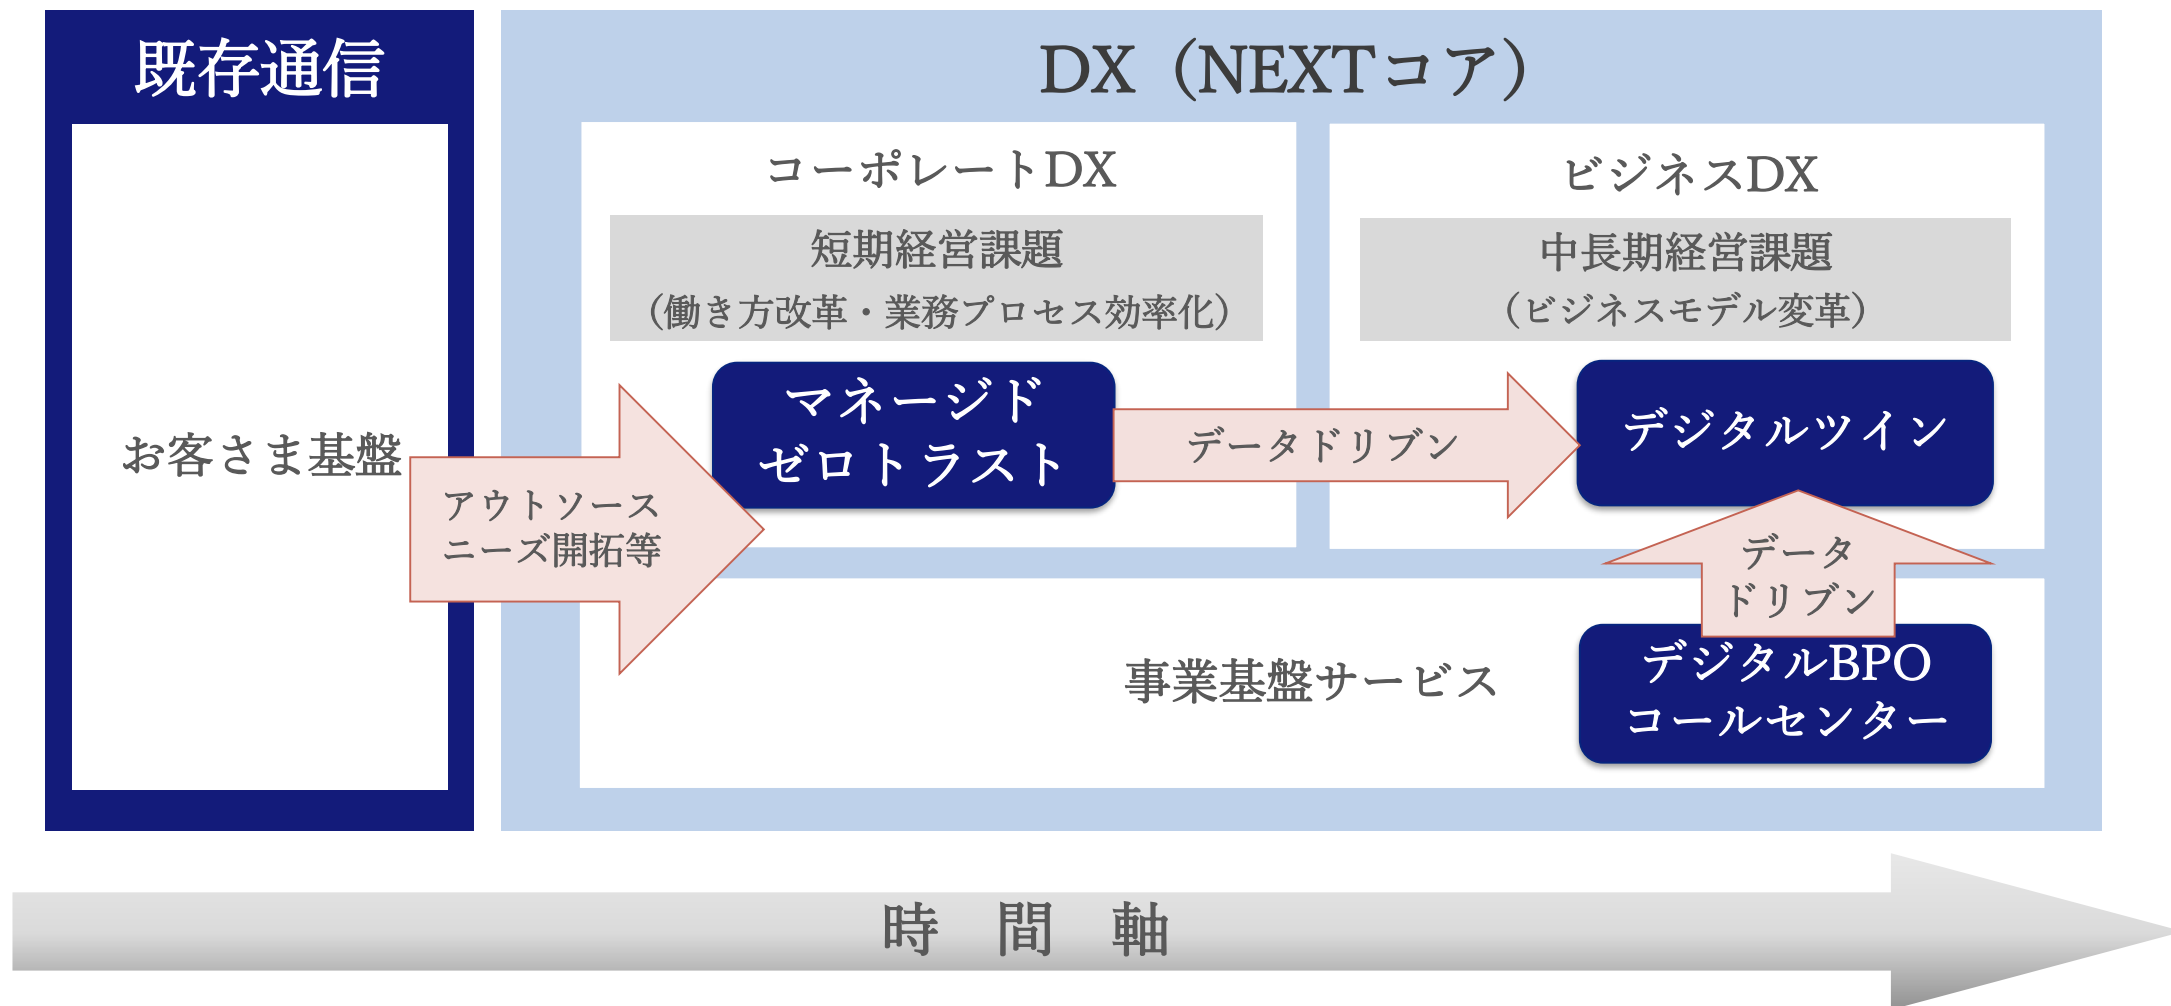 既存通信
お客さま基盤
アウトソース
ニーズ開拓等
DX（NEXTコア）
コーポレートDX
短期経営課題
（働き方改革・業務プロセス効率化）
マネージド
ゼロトラスト
データドリブン
ビジネスDX
中長期経営課題
（ビジネスモデル変革）
デジタルツイン
データ
ドリブン
事業基盤サービス
デジタルBPO
コールセンター
時　間　軸